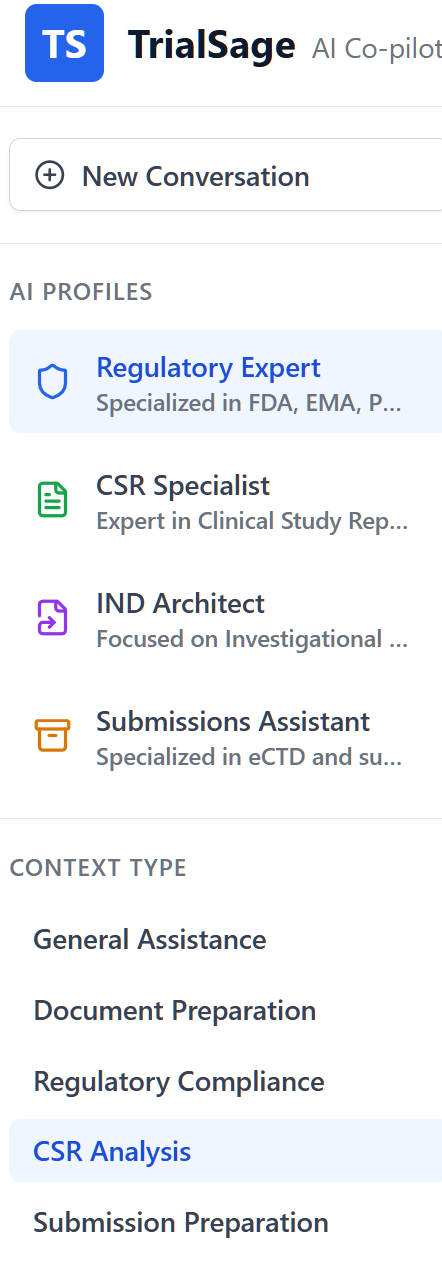 TS TrialSage AI Co-pilot
New Conversation
AI PROFILES
Regulatory Expert
Specialized in FDA, EMA, P...
CSR Specialist
Expert in Clinical Study Rep...
IND Architect
Focused on Investigational ...
Submissions Assistant
Specialized in eCTD and su...
CONTEXT TYPE
General Assistance
Document Preparation
Regulatory Compliance
CSR Analysis
Submission Preparation